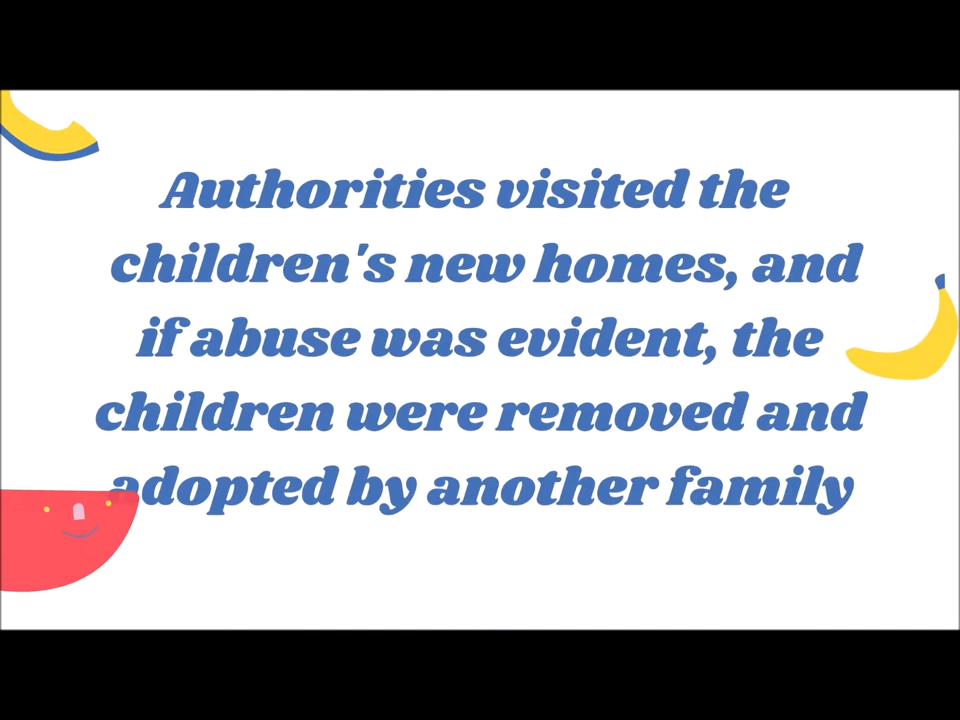 Authorities visited the
children's new homes, and
if abuse was evident, the
children were removed and
adopted by another family